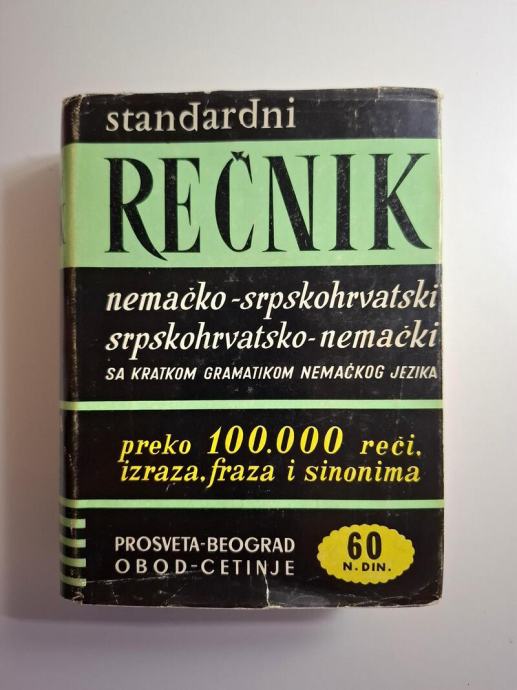 standardni
REČNIK
nemačko-srpskohrvatski
srpskohrvatsko-nemački
SA KRATKOM GRAMATIKOM NEMAČKOG JEZIKA
preko 100.000 reči,
izraza, fraza i sinonima
PROSVETA-BEOGRAD
OBOD-CETINJE
60
N. DIN.